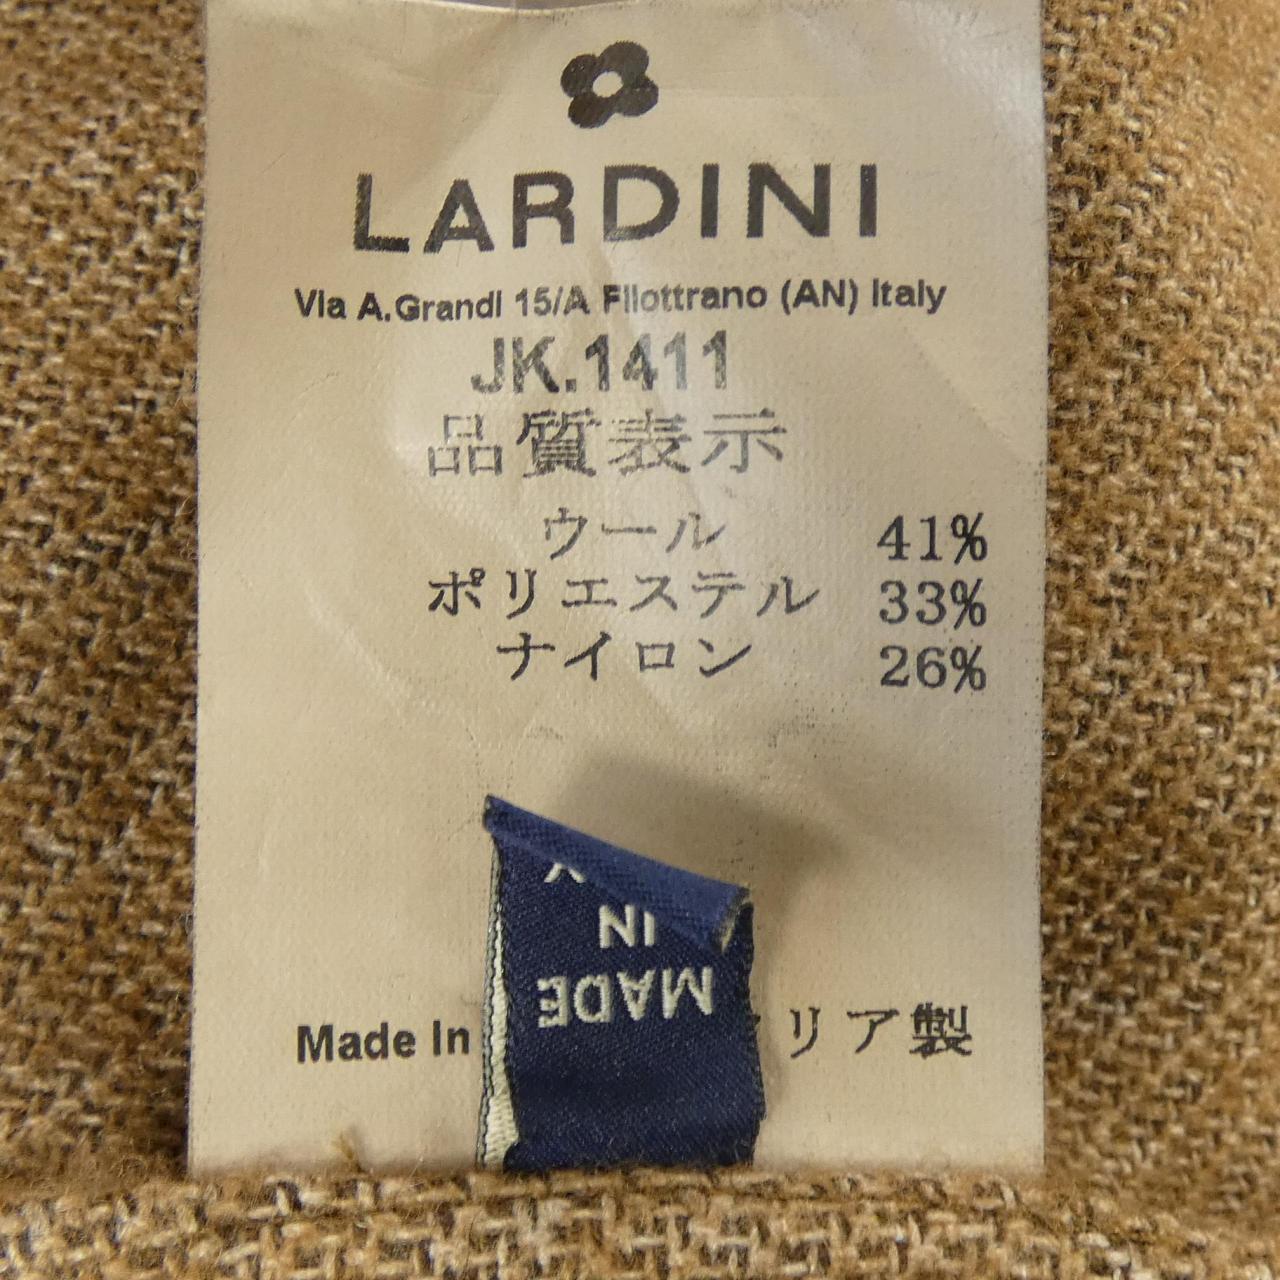 LARDINI
Via A.Grandi 15/A Filottrano (AN) Italy
JK.1411
品質表示
ウール 41%
ポリエステル 33%
ナイロン 26%
Made In リア製
MADE
IN